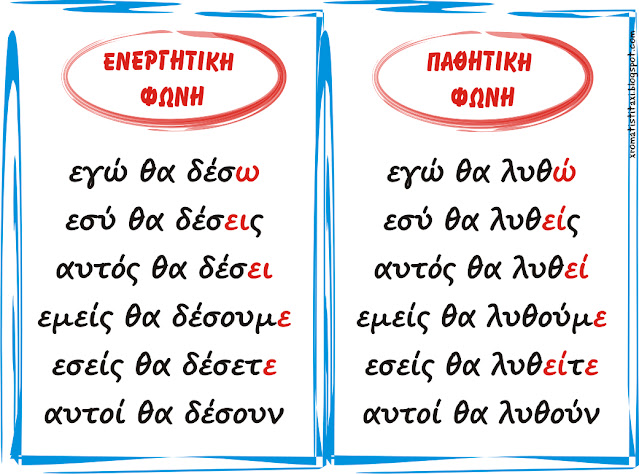 ΕΝΕΡΓΗΤΙΚΗ
ΦΩΝΗ
εγώ θα δέσω
εσύ θα δέσεις
αυτός θα δέσει
εμείς θα δέσουμε
εσείς θα δέσετε
αυτοί θα δέσουν
ΠΑΘΗΤΙΚΗ
ΦΩΝΗ
εγώ θα λυθώ
εσύ θα λυθείς
αυτός θα λυθεί
εμείς θα λυθούμε
εσείς θα λυθείτε
αυτοί θα λυθούν
xromatistitaxi.blogspot.com